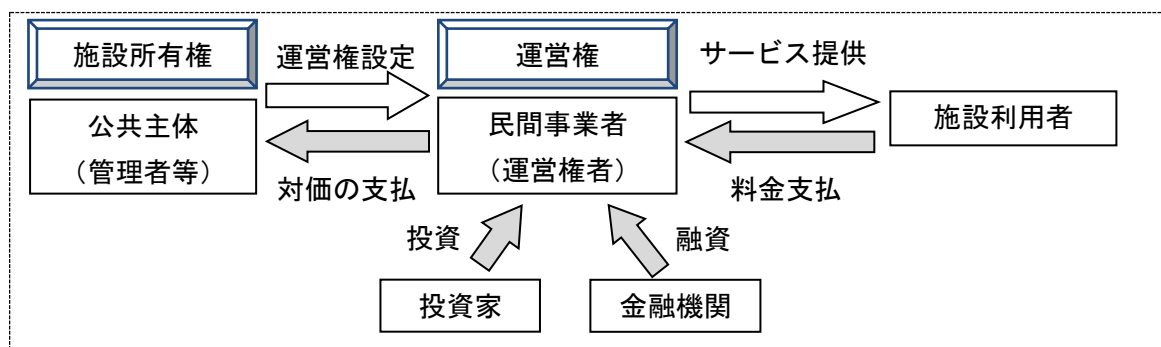 施設所有権
運営権設定
運営権
サービス提供
公共主体
（管理者等）
民間事業者
（運営権者）
施設利用者
対価の支払
料金支払
投資
融資
投資家
金融機関